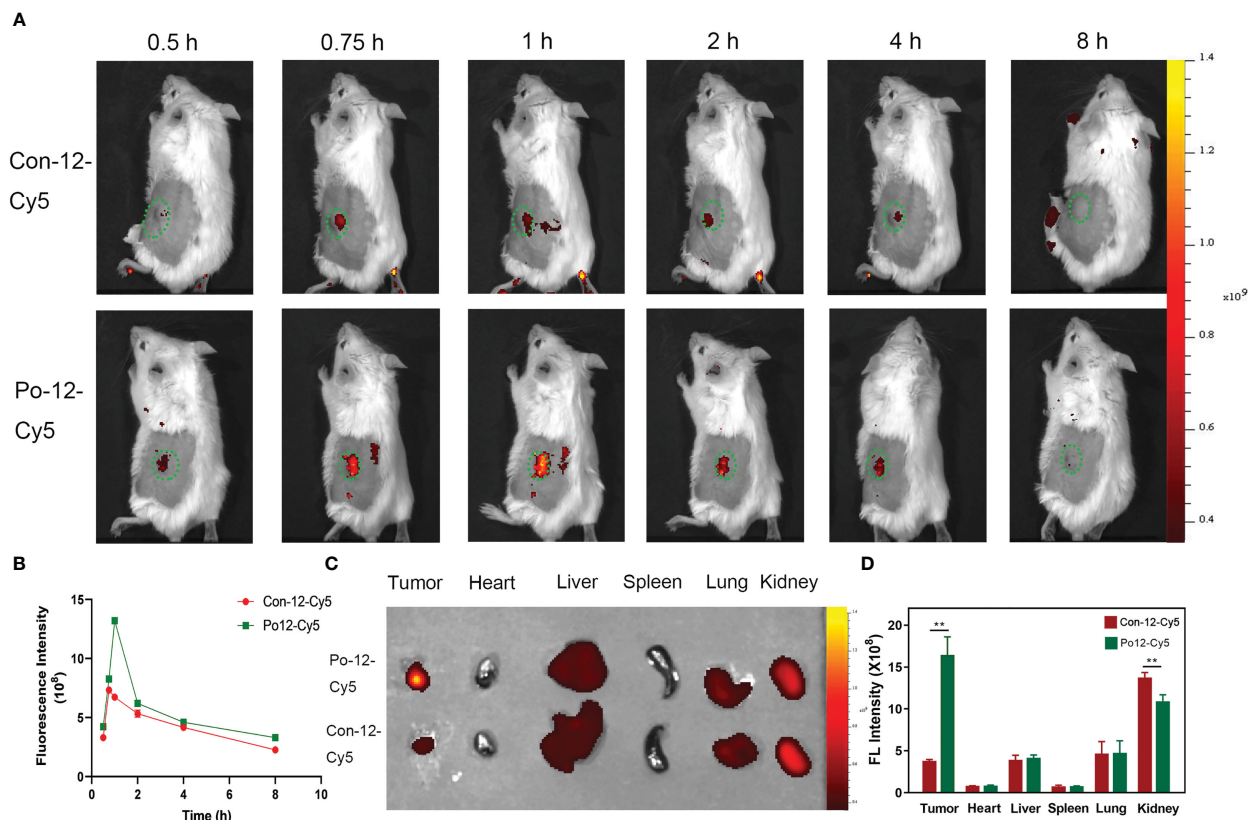 A
0.5 h 0.75 h 1 h 2 h 4 h 8 h
Con-12-
Cy5
Po-12-
Cy5
1.4
1.2
1.0
x10⁹
0.8
0.6
0.4
B
Fluorescence Intensity
(10⁸)
15
10
5
0
0 2 4 6 8 10
Time (h)
Con-12-Cy5
Po12-Cy5
C
Tumor Heart Liver Spleen Lung Kidney
Po-12-
Cy5
Con-12-
Cy5
D
FL Intensity (X10⁸)
20
15
10
5
0
** **
Con-12-Cy5
Po12-Cy5
Tumor Heart Liver Spleen Lung Kidney